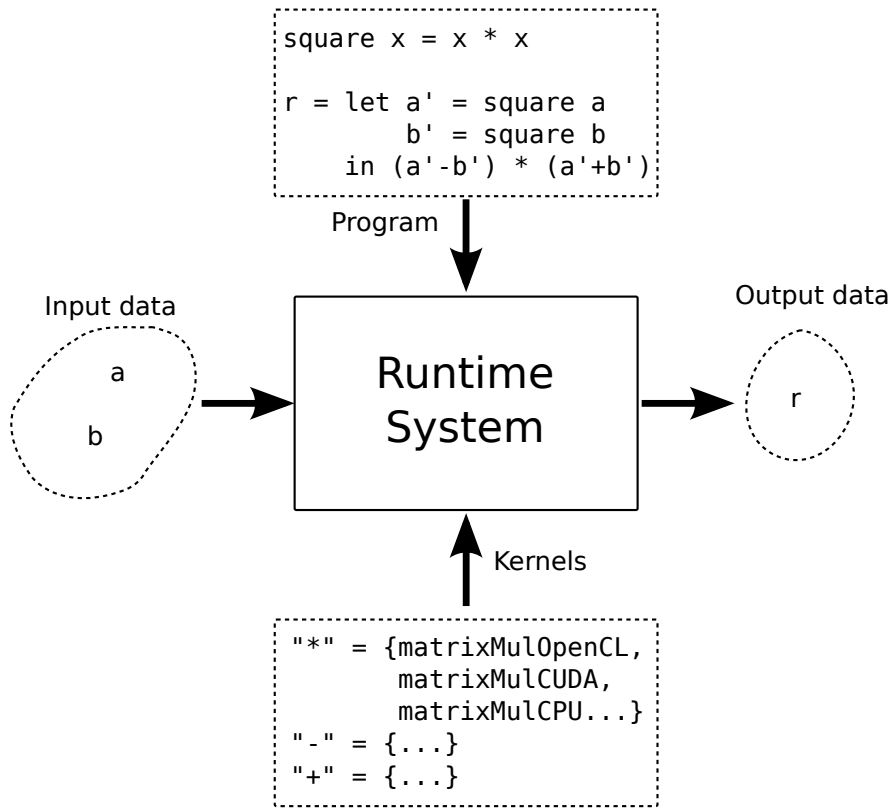 square x = x * x
r = let a' = square a
        b' = square b
    in (a'-b') * (a'+b')
Program
Input data
a
b
Runtime
System
Output data
r
Kernels
"*" = {matrixMulOpenCL,
       matrixMulCUDA,
       matrixMulCPU...}
"-" = {...}
"+" = {...}